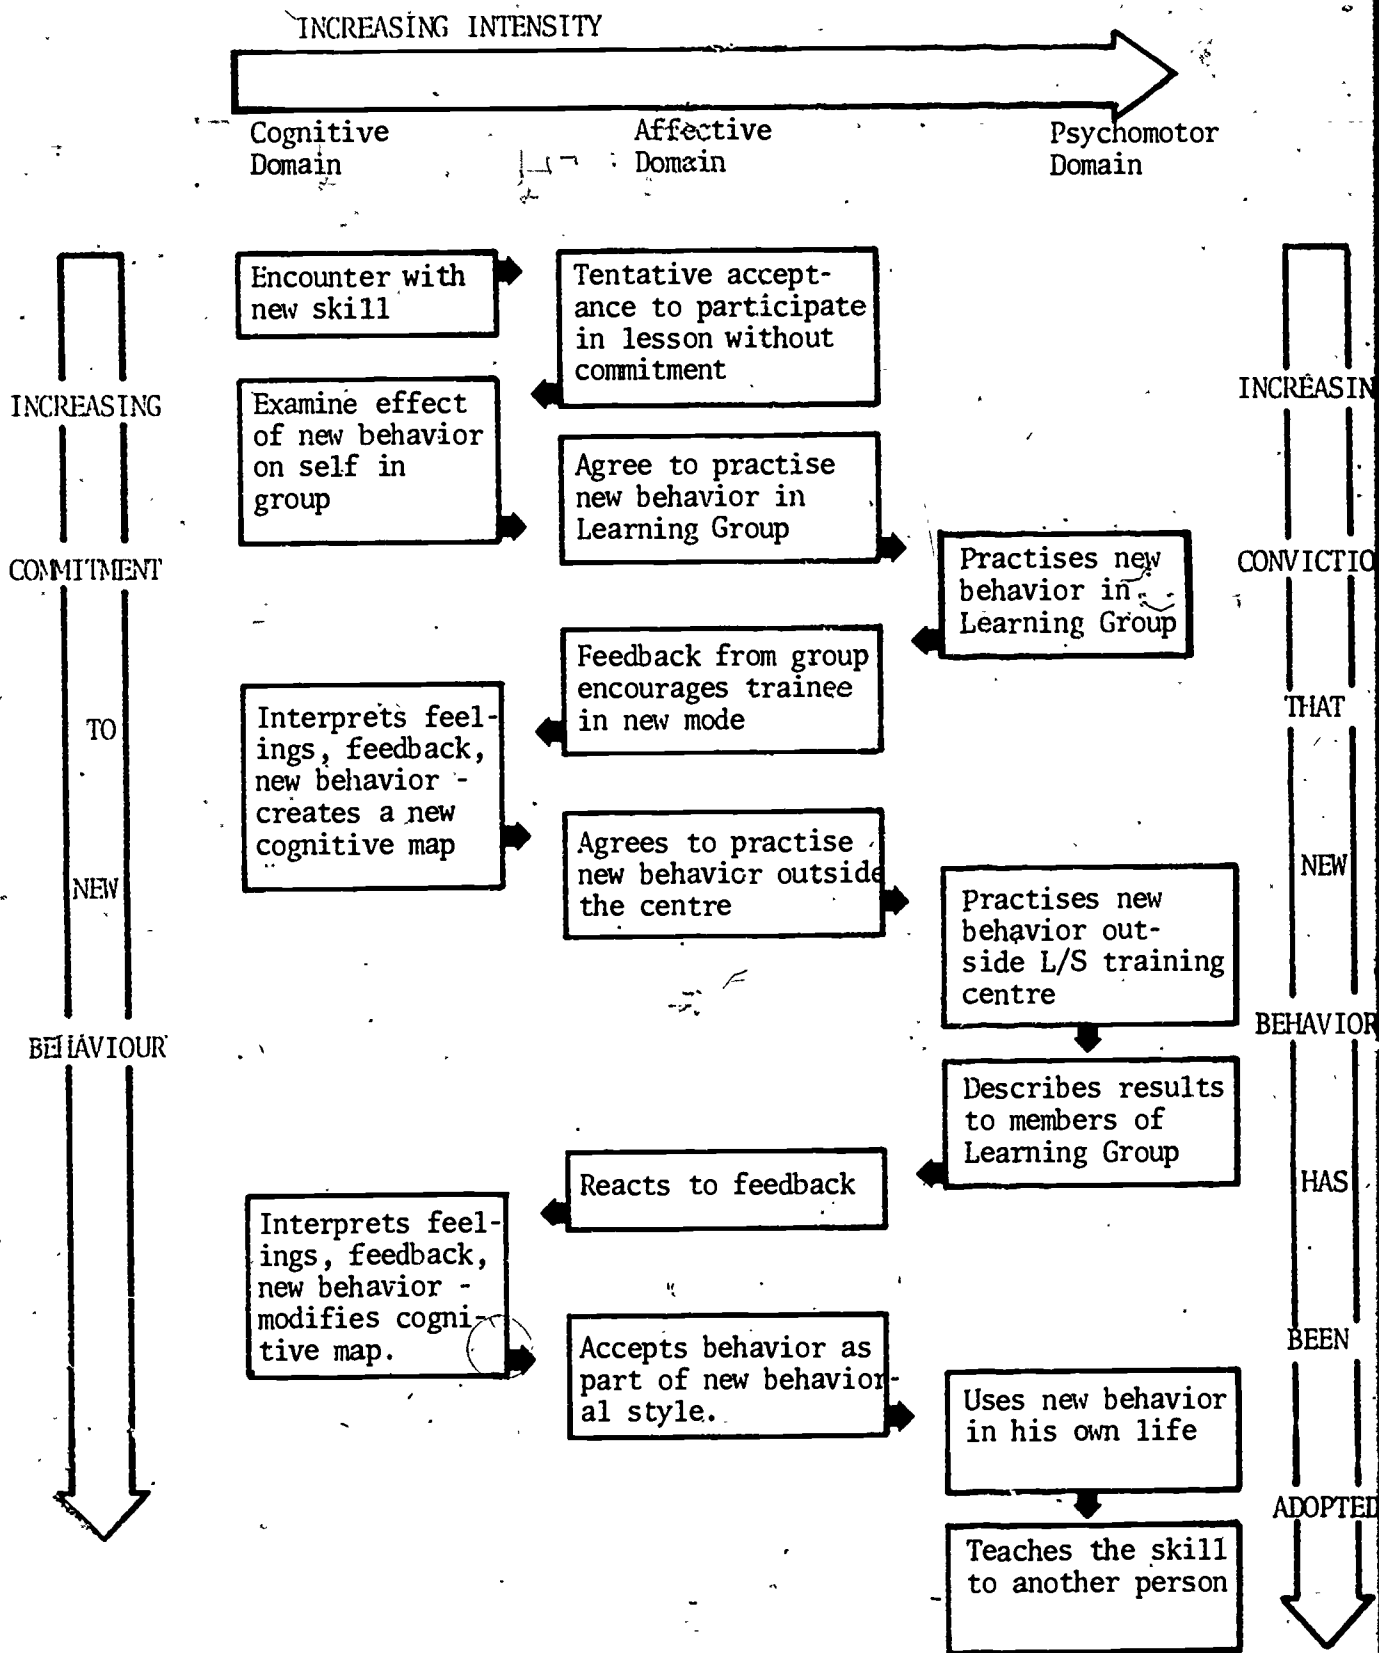 INCREASING INTENSITY
Cognitive
Domain
Affective
Domain
Psychomotor
Domain
INCREASING
COMMITMENT
TO
NEW
BEHAVIOUR
Encounter with
new skill
Tentative accept-
ance to participate
in lesson without
commitment
Examine effect
of new behavior
on self in
group
Agree to practise
new behavior in
Learning Group
Practises new
behavior in
Learning Group
Feedback from group
encourages trainee
in new mode
Interprets feel-
ings, feedback,
new behavior -
creates a new
cognitive map
Agrees to practise
new behavior outside
the centre
Practises new
behavior out-
side L/S training
centre
Describes results
to members of
Learning Group
Reacts to feedback
Interprets feel-
ings, feedback,
new behavior -
modifies cogni-
tive map.
Accepts behavior as
part of new behavior-
al style.
Uses new behavior
in his own life
Teaches the skill
to another person
INCREASIN
CONVICTIO
THAT
NEW
BEHAVIOR
HAS
BEEN
ADOPTED